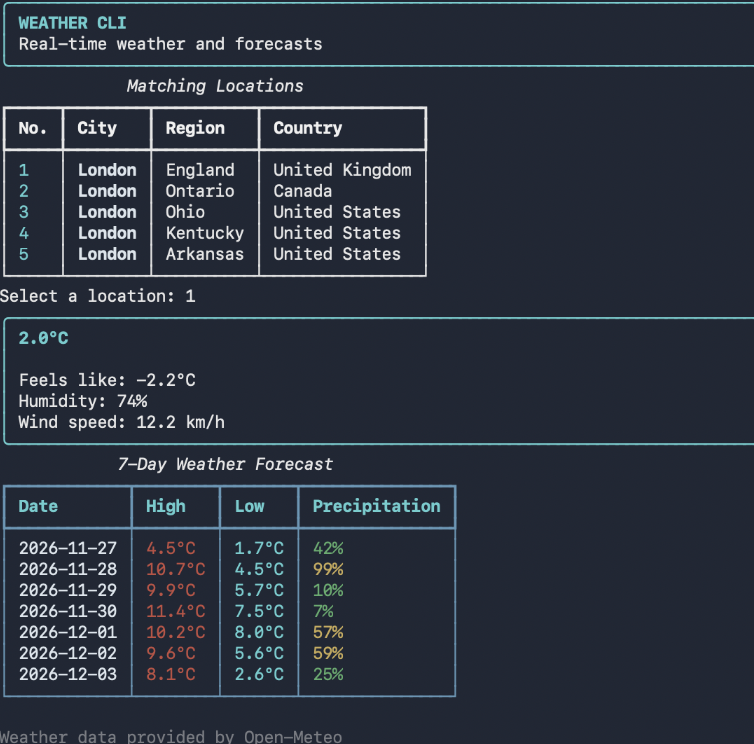 WEATHER CLI
Real-time weather and forecasts
Matching Locations
No. City Region Country
1 London England United Kingdom
2 London Ontario Canada
3 London Ohio United States
4 London Kentucky United States
5 London Arkansas United States
Select a location: 1
2.0°C
Feels like: -2.2°C
Humidity: 74%
Wind speed: 12.2 km/h
7-Day Weather Forecast
Date High Low Precipitation
2026-11-27 4.5°C 1.7°C 42%
2026-11-28 10.7°C 4.5°C 99%
2026-11-29 9.9°C 5.7°C 10%
2026-11-30 11.4°C 7.5°C 7%
2026-12-01 10.2°C 8.0°C 57%
2026-12-02 9.6°C 5.6°C 59%
2026-12-03 8.1°C 2.6°C 25%
Weather data provided by Open-Meteo